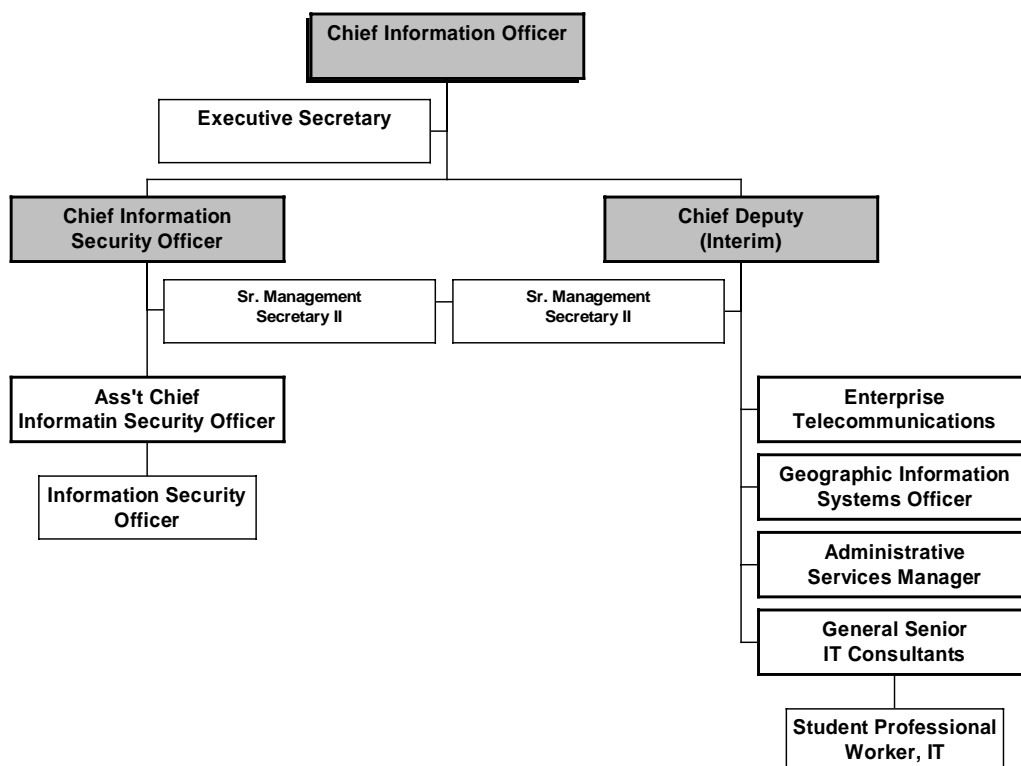 Chief Information Officer
Executive Secretary
Chief Information
Security Officer
Chief Deputy
(Interim)
Sr. Management
Secretary II
Sr. Management
Secretary II
Ass't Chief
Informatin Security Officer
Information Security
Officer
Enterprise
Telecommunications
Geographic Information
Systems Officer
Administrative
Services Manager
General Senior
IT Consultants
Student Professional
Worker, IT